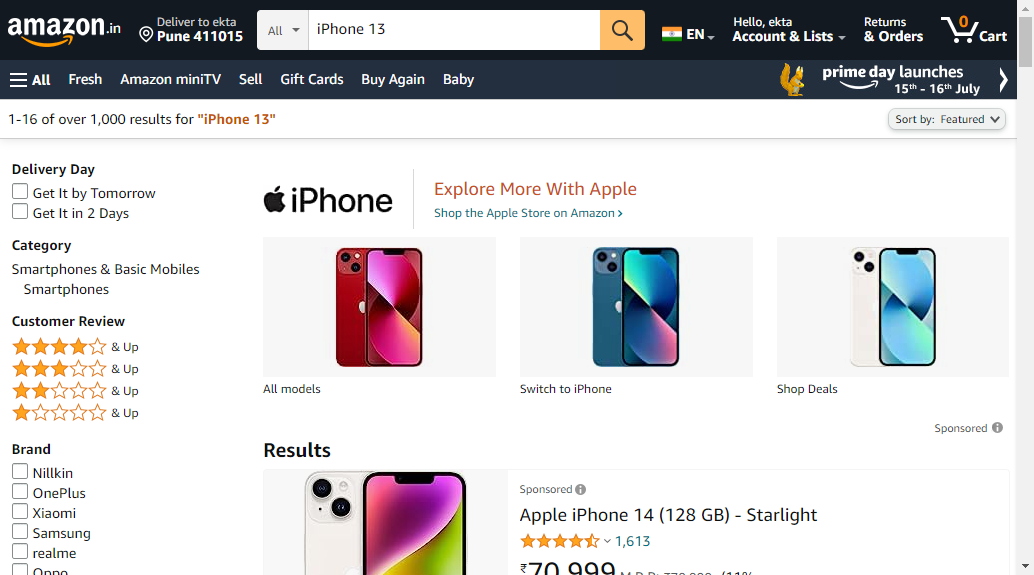 amazon.in
Deliver to ekta
Pune 411015
All
iPhone 13
EN
Hello, ekta
Account & Lists
Returns
& Orders
0
Cart
All
Fresh
Amazon miniTV
Sell
Gift Cards
Buy Again
Baby
prime day launches
15th - 16th July
1-16 of over 1,000 results for "iPhone 13"
Sort by: Featured
Delivery Day
Get It by Tomorrow
Get It in 2 Days
Category
Smartphones & Basic Mobiles
Smartphones
Customer Review
& Up
& Up
& Up
& Up
Brand
Nillkin
OnePlus
Xiaomi
Samsung
realme
Oppo
iPhone
Explore More With Apple
Shop the Apple Store on Amazon ›
All models
Switch to iPhone
Shop Deals
Sponsored
Results
Sponsored
Apple iPhone 14 (128 GB) - Starlight
1,613
₹70,999